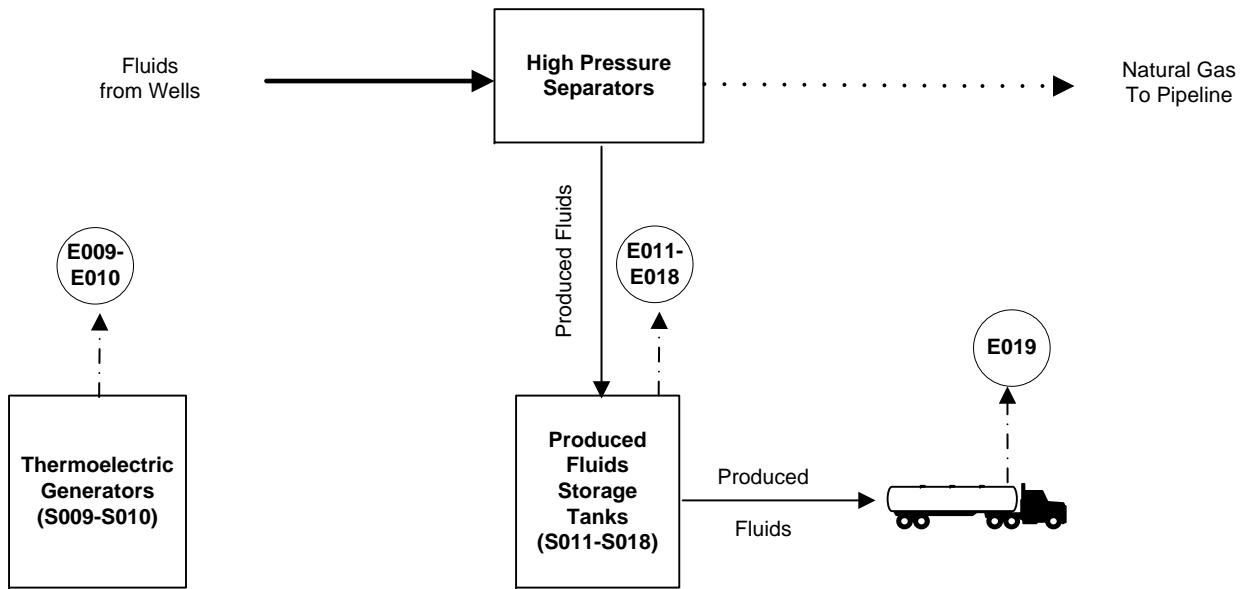 Fluids
from Wells
High Pressure
Separators
Natural Gas
To Pipeline
Produced Fluids
E009-
E010
E011-
E018
E019
Thermoelectric
Generators
(S009-S010)
Produced
Fluids
Storage
Tanks
(S011-S018)
Produced
Fluids